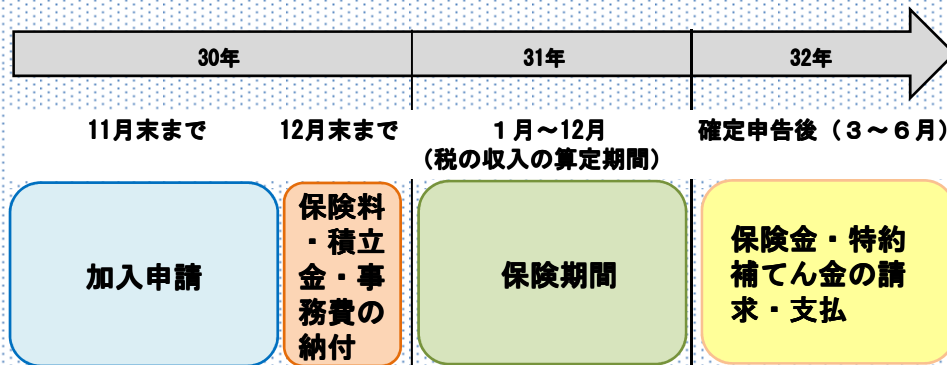 30年
31年
32年
11月末まで
12月末まで
１月～12月
（税の収入の算定期間）
確定申告後（３～６月）
加入申請
保険料
・積立
金・事
務費の
納付
保険期間
保険金・特約
補てん金の請
求・支払